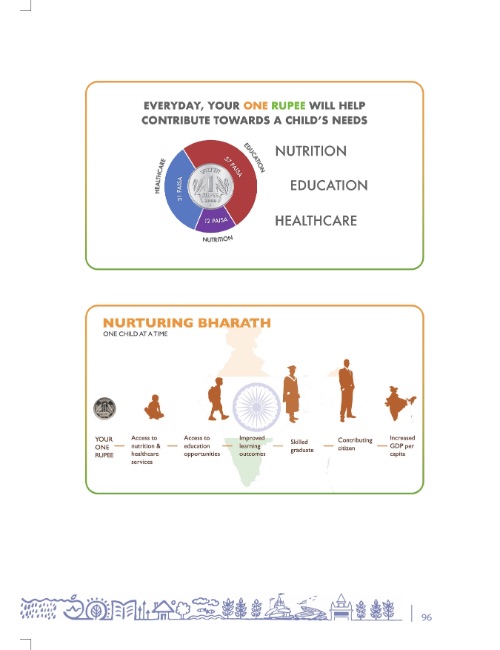 EVERYDAY, YOUR ONE RUPEE WILL HELP
CONTRIBUTE TOWARDS A CHILD'S NEEDS
HEALTHCARE
31 PAISA
EDUCATION
57 PAISA
12 PAISA
NUTRITION
NUTRITION
EDUCATION
HEALTHCARE
NURTURING BHARATH
ONE CHILD AT A TIME
YOUR
ONE
RUPEE
Access to
nutrition &
healthcare
services
Access to
education
opportunities
Improved
learning
outcomes
Skilled
graduate
Contributing
citizen
Increased
GDP per
capita
96